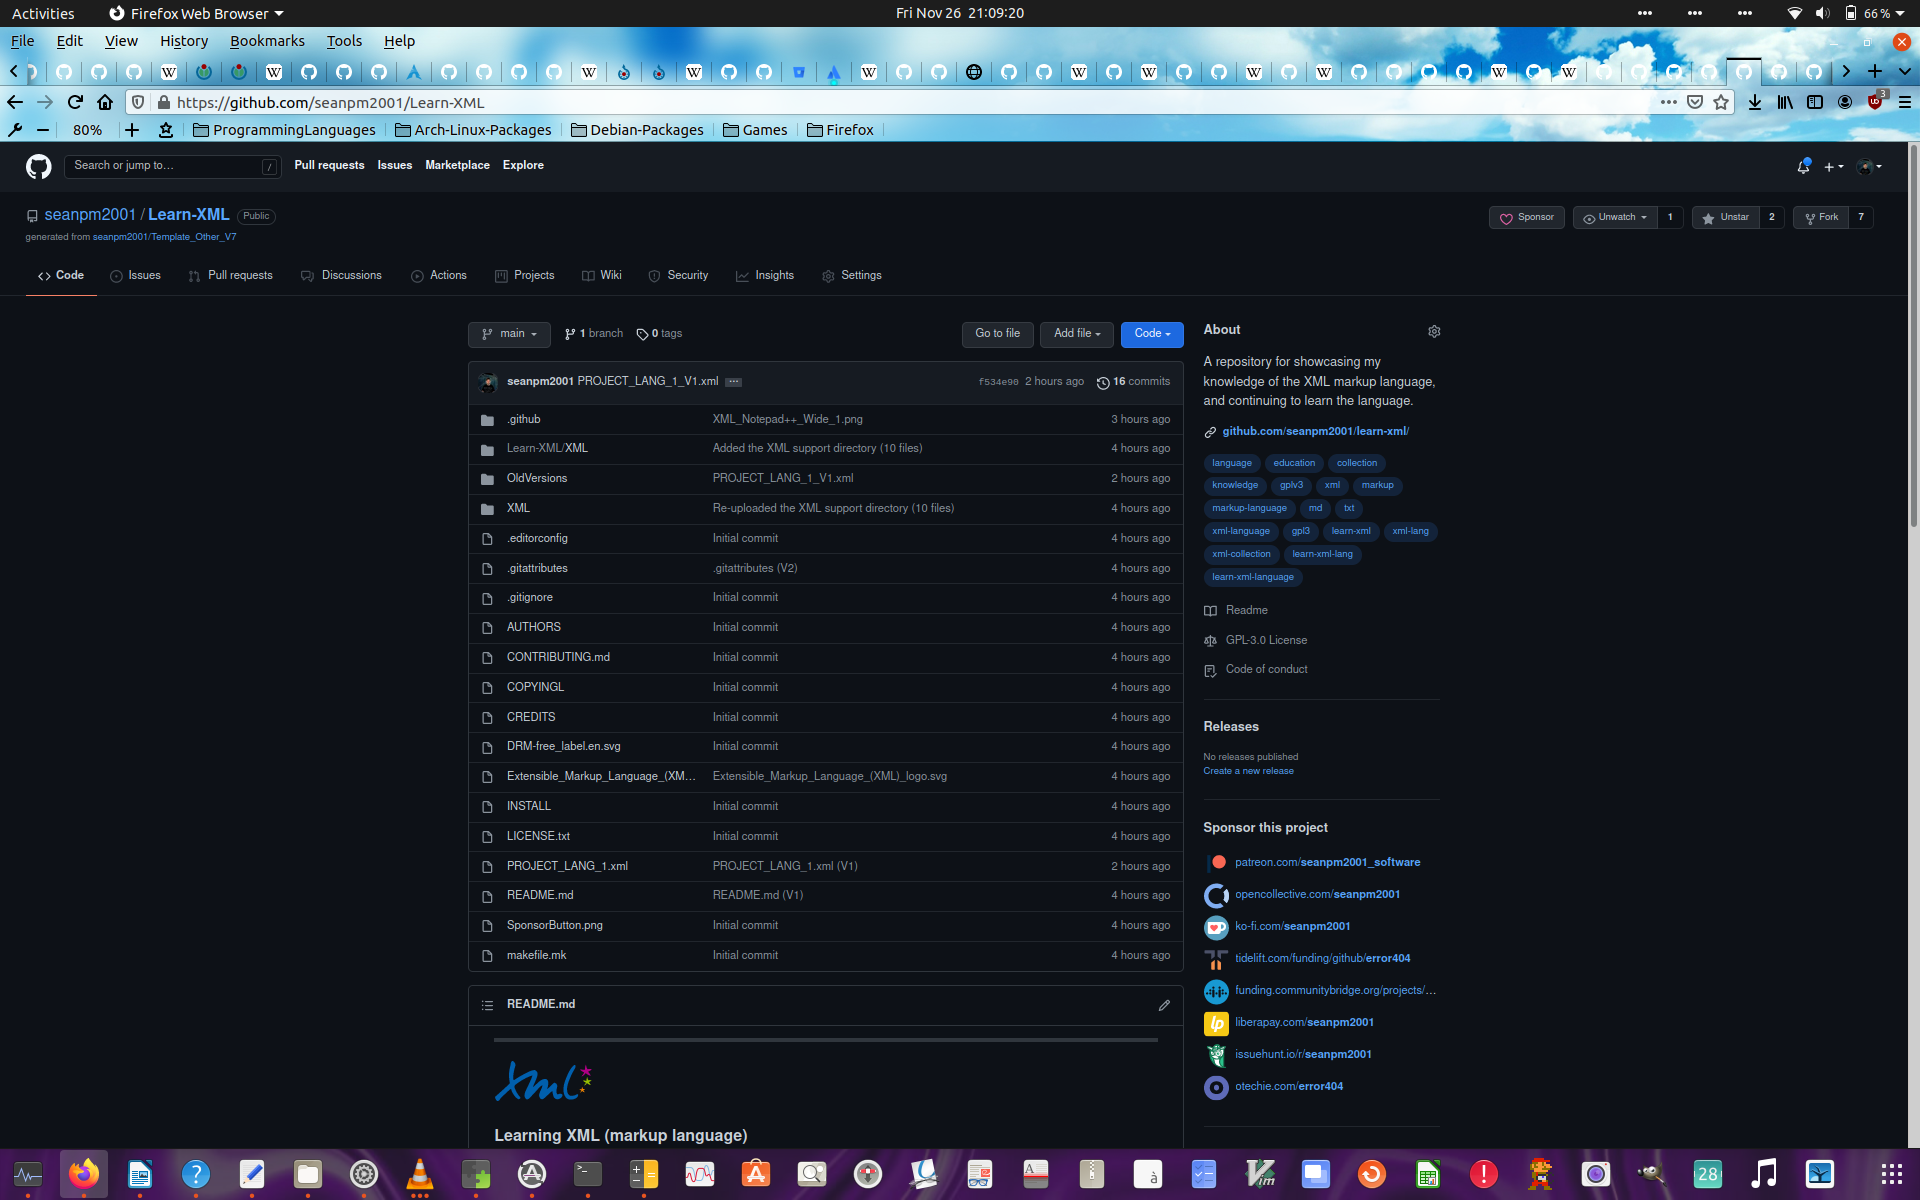 Activities Firefox Web Browser Fri Nov 26 21:09:20 66 %
File Edit View History Bookmarks Tools Help
https://github.com/seanpm2001/Learn-XML 3
80% ProgrammingLanguages Arch-Linux-Packages Debian-Packages Games Firefox
Search or jump to… / Pull requests Issues Marketplace Explore
seanpm2001 / Learn-XML Public Sponsor Unwatch 1 Unstar 2 Fork 7
generated from seanpm2001/Template_Other_V7
Code Issues Pull requests Discussions Actions Projects Wiki Security Insights Settings
main 1 branch 0 tags Go to file Add file Code
seanpm2001 PROJECT_LANG_1_V1.xml f534e90 2 hours ago 16 commits
.github XML_Notepad++_Wide_1.png 3 hours ago
Learn-XML/XML Added the XML support directory (10 files) 4 hours ago
OldVersions PROJECT_LANG_1_V1.xml 2 hours ago
XML Re-uploaded the XML support directory (10 files) 4 hours ago
.editorconfig Initial commit 4 hours ago
.gitattributes .gitattributes (V2) 4 hours ago
.gitignore Initial commit 4 hours ago
AUTHORS Initial commit 4 hours ago
CONTRIBUTING.md Initial commit 4 hours ago
COPYINGL Initial commit 4 hours ago
CREDITS Initial commit 4 hours ago
DRM-free_label.en.svg Initial commit 4 hours ago
Extensible_Markup_Language_(XM… Extensible_Markup_Language_(XML)_logo.svg 4 hours ago
INSTALL Initial commit 4 hours ago
LICENSE.txt Initial commit 4 hours ago
PROJECT_LANG_1.xml PROJECT_LANG_1.xml (V1) 2 hours ago
README.md README.md (V1) 4 hours ago
SponsorButton.png Initial commit 4 hours ago
makefile.mk Initial commit 4 hours ago
README.md
xml
Learning XML (markup language)
About
A repository for showcasing my
knowledge of the XML markup language,
and continuing to learn the language.
github.com/seanpm2001/learn-xml/
language education collection
knowledge gplv3 xml markup
markup-language md txt
xml-language gpl3 learn-xml xml-lang
xml-collection learn-xml-lang
learn-xml-language
Readme
GPL-3.0 License
Code of conduct
Releases
No releases published
Create a new release
Sponsor this project
patreon.com/seanpm2001_software
opencollective.com/seanpm2001
ko-fi.com/seanpm2001
tidelift.com/funding/github/error404
funding.communitybridge.org/projects/…
lp liberapay.com/seanpm2001
issuehunt.io/r/seanpm2001
otechie.com/error404
28